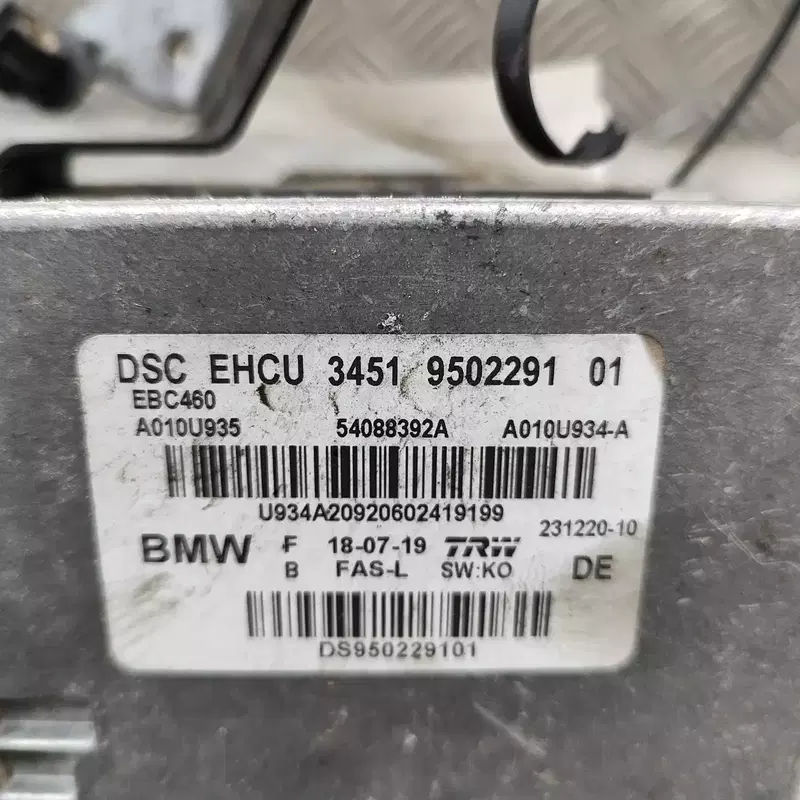 DSC EHCU 3451 9502291 01
EBC460
A010U935 54088392A A010U934-A
U934A20920602419199
231220-10
BMW F 18-07-19 TRW
B FAS-L SW:KO DE
DS950229101